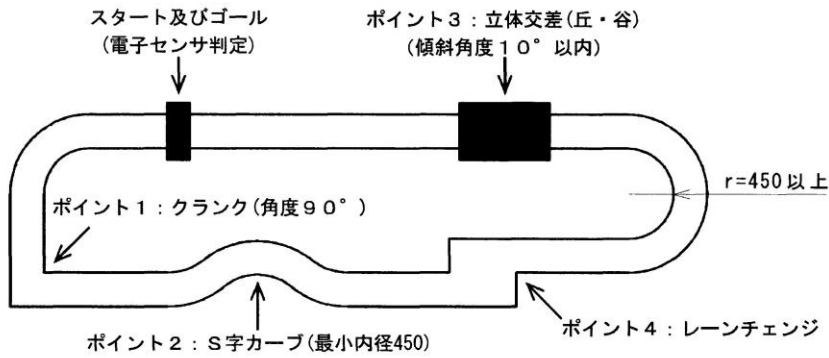 スタート及びゴール
(電子センサ判定)
ポイント3：立体交差(丘・谷)
(傾斜角度10°以内)
r=450以上
ポイント1：クランク(角度90°)
ポイント2：S字カーブ(最小内径450)
ポイント4：レーンチェンジ